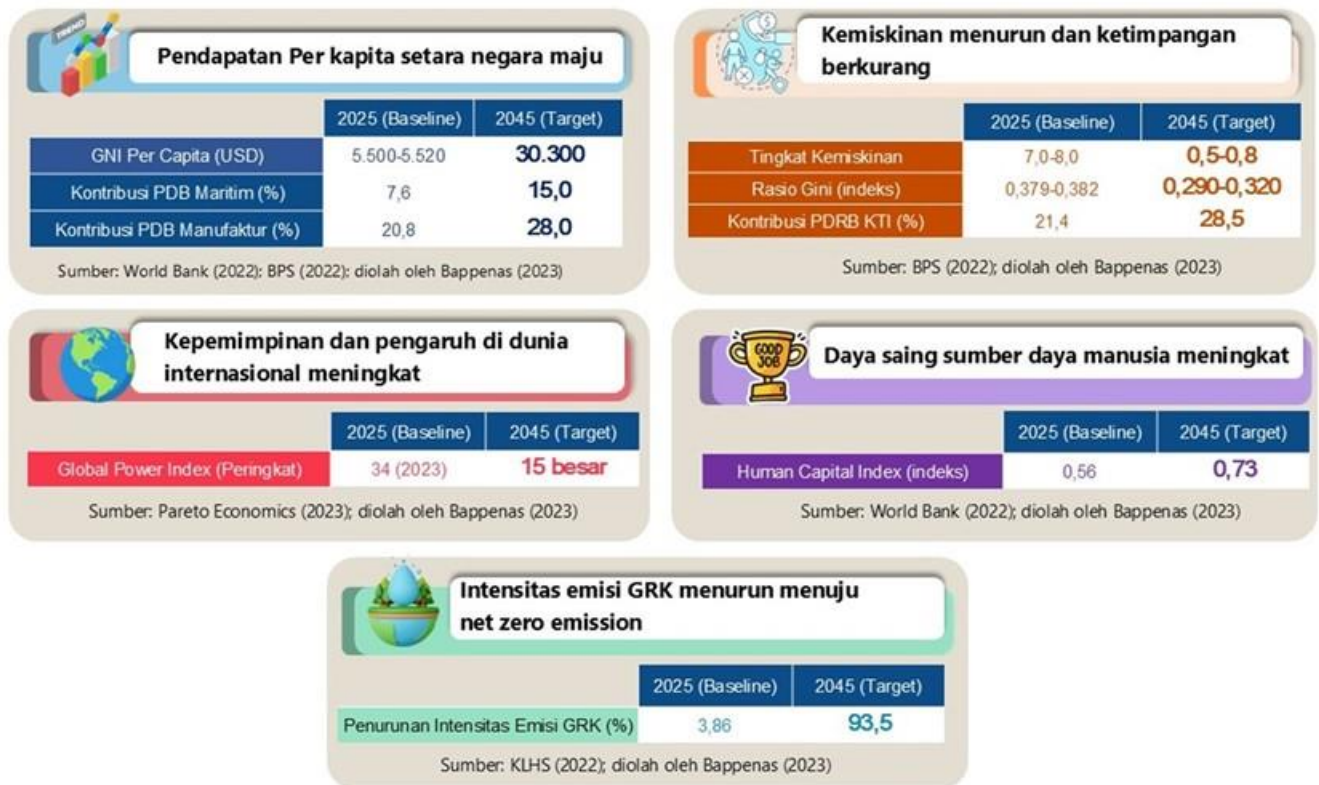 TREND
Pendapatan Per kapita setara negara maju
2025 (Baseline) 2045 (Target)
GNI Per Capita (USD) 5.500-5.520 30.300
Kontribusi PDB Maritim (%) 7,6 15,0
Kontribusi PDB Manufaktur (%) 20,8 28,0
Sumber: World Bank (2022); BPS (2022); diolah oleh Bappenas (2023)
Kemiskinan menurun dan ketimpangan
berkurang
2025 (Baseline) 2045 (Target)
Tingkat Kemiskinan 7,0-8,0 0,5-0,8
Rasio Gini (indeks) 0,379-0,382 0,290-0,320
Kontribusi PDRB KTI (%) 21,4 28,5
Sumber: BPS (2022); diolah oleh Bappenas (2023)
Kepemimpinan dan pengaruh di dunia
internasional meningkat
2025 (Baseline) 2045 (Target)
Global Power Index (Peringkat) 34 (2023) 15 besar
Sumber: Pareto Economics (2023); diolah oleh Bappenas (2023)
GOOD
JOB
Daya saing sumber daya manusia meningkat
2025 (Baseline) 2045 (Target)
Human Capital Index (indeks) 0,56 0,73
Sumber: World Bank (2022); diolah oleh Bappenas (2023)
Intensitas emisi GRK menurun menuju
net zero emission
2025 (Baseline) 2045 (Target)
Penurunan Intensitas Emisi GRK (%) 3,86 93,5
Sumber: KLHS (2022); diolah oleh Bappenas (2023)